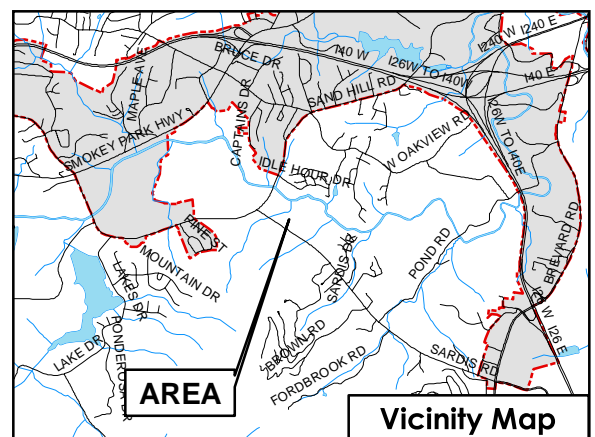 BRUCE DR
I40 W
I240 W I240 E
I26W TO I40W
I40 E
MAPLE AVE
CAPTAINS DR
SAND HILL RD
I26W TO I40E
SMOKEY PARK HWY
W OAKVIEW RD
IDLE HOUR DR
PINE ST
BREVARD RD
POND RD
SARDIS DR
MOUNTAIN DR
LAKES DR
I26 W I26 E
PONDEROSA DR
BROWN RD
LAKE DR
SARDIS RD
FORDBROOK RD
AREA
Vicinity Map